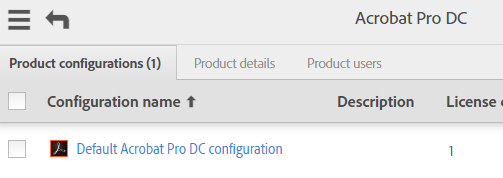 Acrobat Pro DC
Product configurations (1) Product details Product users
Configuration name Description License
Default Acrobat Pro DC configuration 1